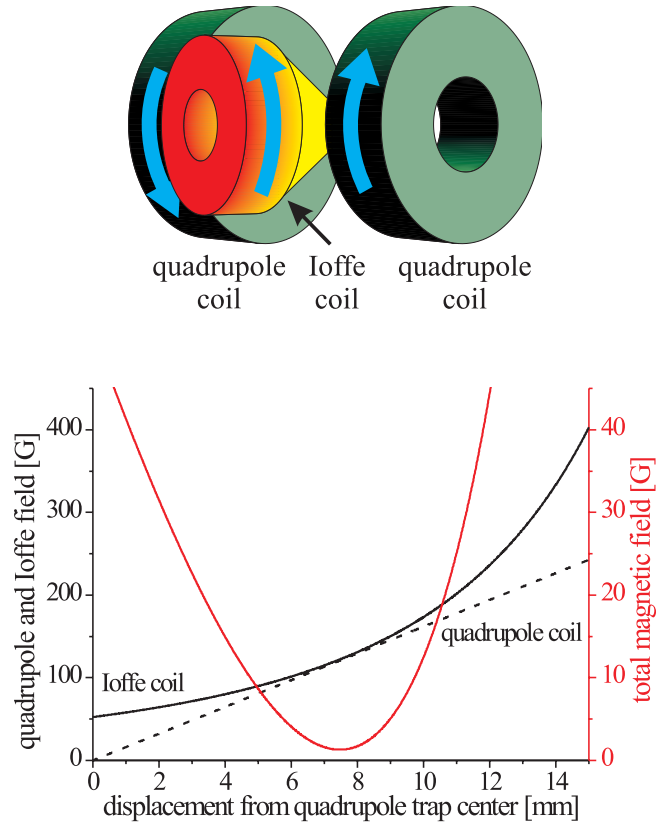 quadrupole
coil
Ioffe
coil
quadrupole
coil
quadrupole and Ioffe field [G]
400
300
200
100
0
Ioffe coil
quadrupole coil
40
30
20
10
0
total magnetic field [G]
0 2 4 6 8 10 12 14
displacement from quadrupole trap center [mm]